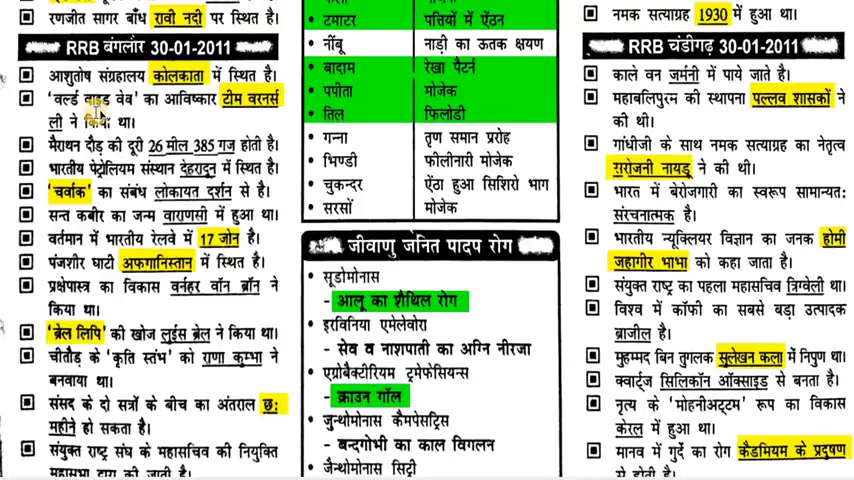 रणजीत सागर बाँध रावी नदी पर स्थित है।
RRB बंगलौर 30-01-2011
आशुतोष संग्रहालय कोलकाता में स्थित है।
'वर्ल्ड वाइड वेब' का आविष्कार टीम वरनर्स
ली ने किया था।
मैराथन दौड़ की दूरी 26 मील 385 गज होती है।
भारतीय पेट्रोलियम संस्थान देहरादून में स्थित है।
'चर्वाक' का संबंध लोकायत दर्शन से है।
सन्त कबीर का जन्म वाराणसी में हुआ था।
वर्तमान में भारतीय रेलवे में 17 जोन है।
पंजशीर घाटी अफगानिस्तान में स्थित है।
प्रक्षेपास्त्र का विकास वर्नहर वॉन ब्रॉन ने
किया था।
'ब्रेल लिपि' की खोज लुईस ब्रेल ने किया था।
चीतौड़ के 'कृति स्तंभ' को राणा कुम्भा ने
बनवाया था।
संसद के दो सत्रों के बीच का अंतराल छः
महीने हो सकता है।
संयुक्त राष्ट्र संघ के महासचिव की नियुक्ति
महासभा द्वारा की जाती है।
टमाटर पत्तियों में ऐंठन
नींबू नाड़ी का ऊतक क्षयण
बादाम रेखा पैटर्न
पपीता मोजेक
तिल फिलोडी
गन्ना तृण समान प्ररोह
भिण्डी फीलीनारी मोजेक
चुकन्दर ऐंठा हुआ सिशिरो भाग
सरसों मोजेक
जीवाणु जनित पादप रोग
सूडोमोनास
- आलू का शैथिल रोग
इरविनिया एमेलेवोरा
- सेव व नाशपाती का अग्नि नीरजा
एग्रोबैक्टीरियम ट्रमेफेसियन्स
- क्राउन गॉल
जुन्थोमोनास कैमपेसट्रिस
- बन्दगोभी का काल विगलन
जैन्थोमोनास सिट्री
नमक सत्याग्रह 1930 में हुआ था।
RRB चंडीगढ़ 30-01-2011
काले वन जर्मनी में पाये जाते है।
महाबलिपुरम की स्थापना पल्लव शासकों ने
की थी।
गांधीजी के साथ नमक सत्याग्रह का नेतृत्व
सरोजनी नायडू ने की थी।
भारत में बेरोजगारी का स्वरूप सामान्यत:
संरचनात्मक है।
भारतीय न्यूक्लियर विज्ञान का जनक होमी
जहागीर भाभा को कहा जाता है।
संयुक्त राष्ट्र का पहला महासचिव त्रिग्वेली था।
विश्व में कॉफी का सबसे बड़ा उत्पादक
ब्राजील है।
मुहम्मद बिन तुगलक सुलेखन कला में निपुण था।
क्वार्ट्ज सिलिकॉन ऑक्साइड से बनता है।
नृत्य के 'मोहनीअट्टम' रूप का विकास
केरल में हुआ था।
मानव में गुर्दे का रोग कैडमियम के प्रदुषण
से होती है।